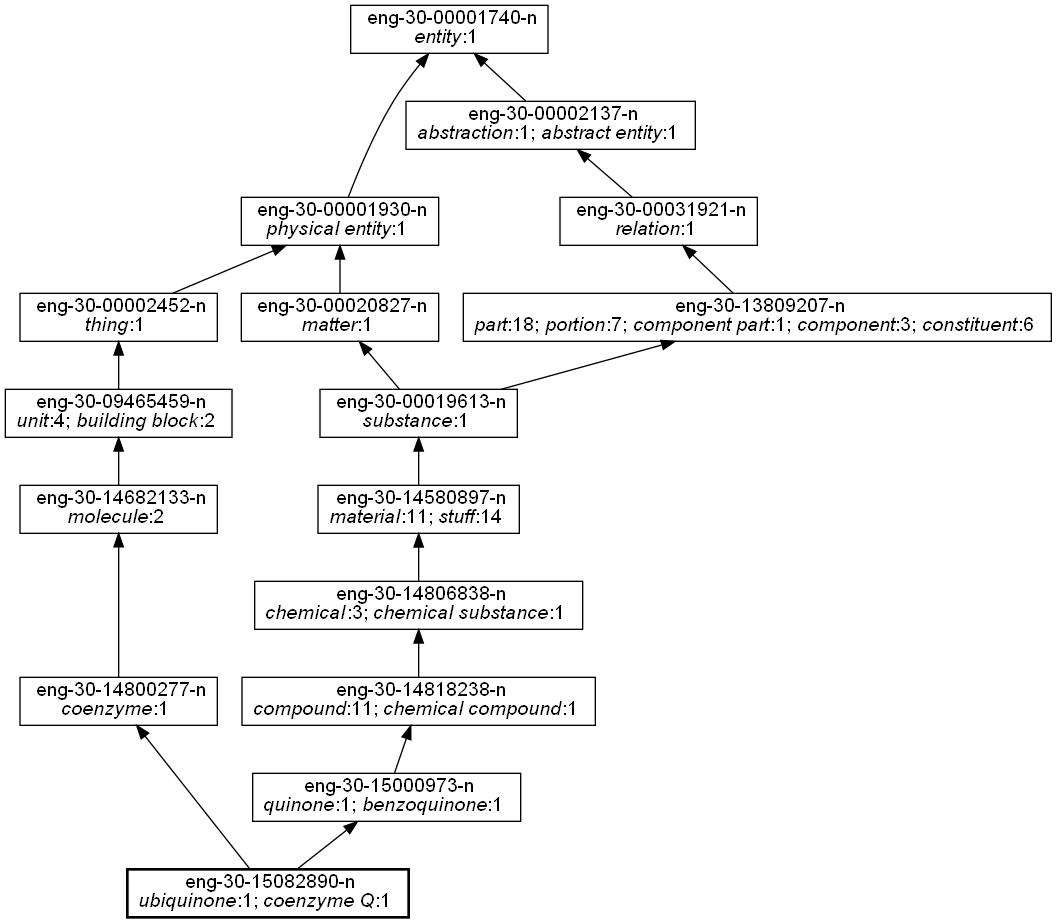 eng-30-00001740-n
entity:1
eng-30-00002137-n
abstraction:1; abstract entity:1
eng-30-00001930-n
physical entity:1
eng-30-00031921-n
relation:1
eng-30-00002452-n
thing:1
eng-30-00020827-n
matter:1
eng-30-13809207-n
part:18; portion:7; component part:1; component:3; constituent:6
eng-30-09465459-n
unit:4; building block:2
eng-30-00019613-n
substance:1
eng-30-14682133-n
molecule:2
eng-30-14580897-n
material:11; stuff:14
eng-30-14806838-n
chemical:3; chemical substance:1
eng-30-14800277-n
coenzyme:1
eng-30-14818238-n
compound:11; chemical compound:1
eng-30-15000973-n
quinone:1; benzoquinone:1
eng-30-15082890-n
ubiquinone:1; coenzyme Q:1